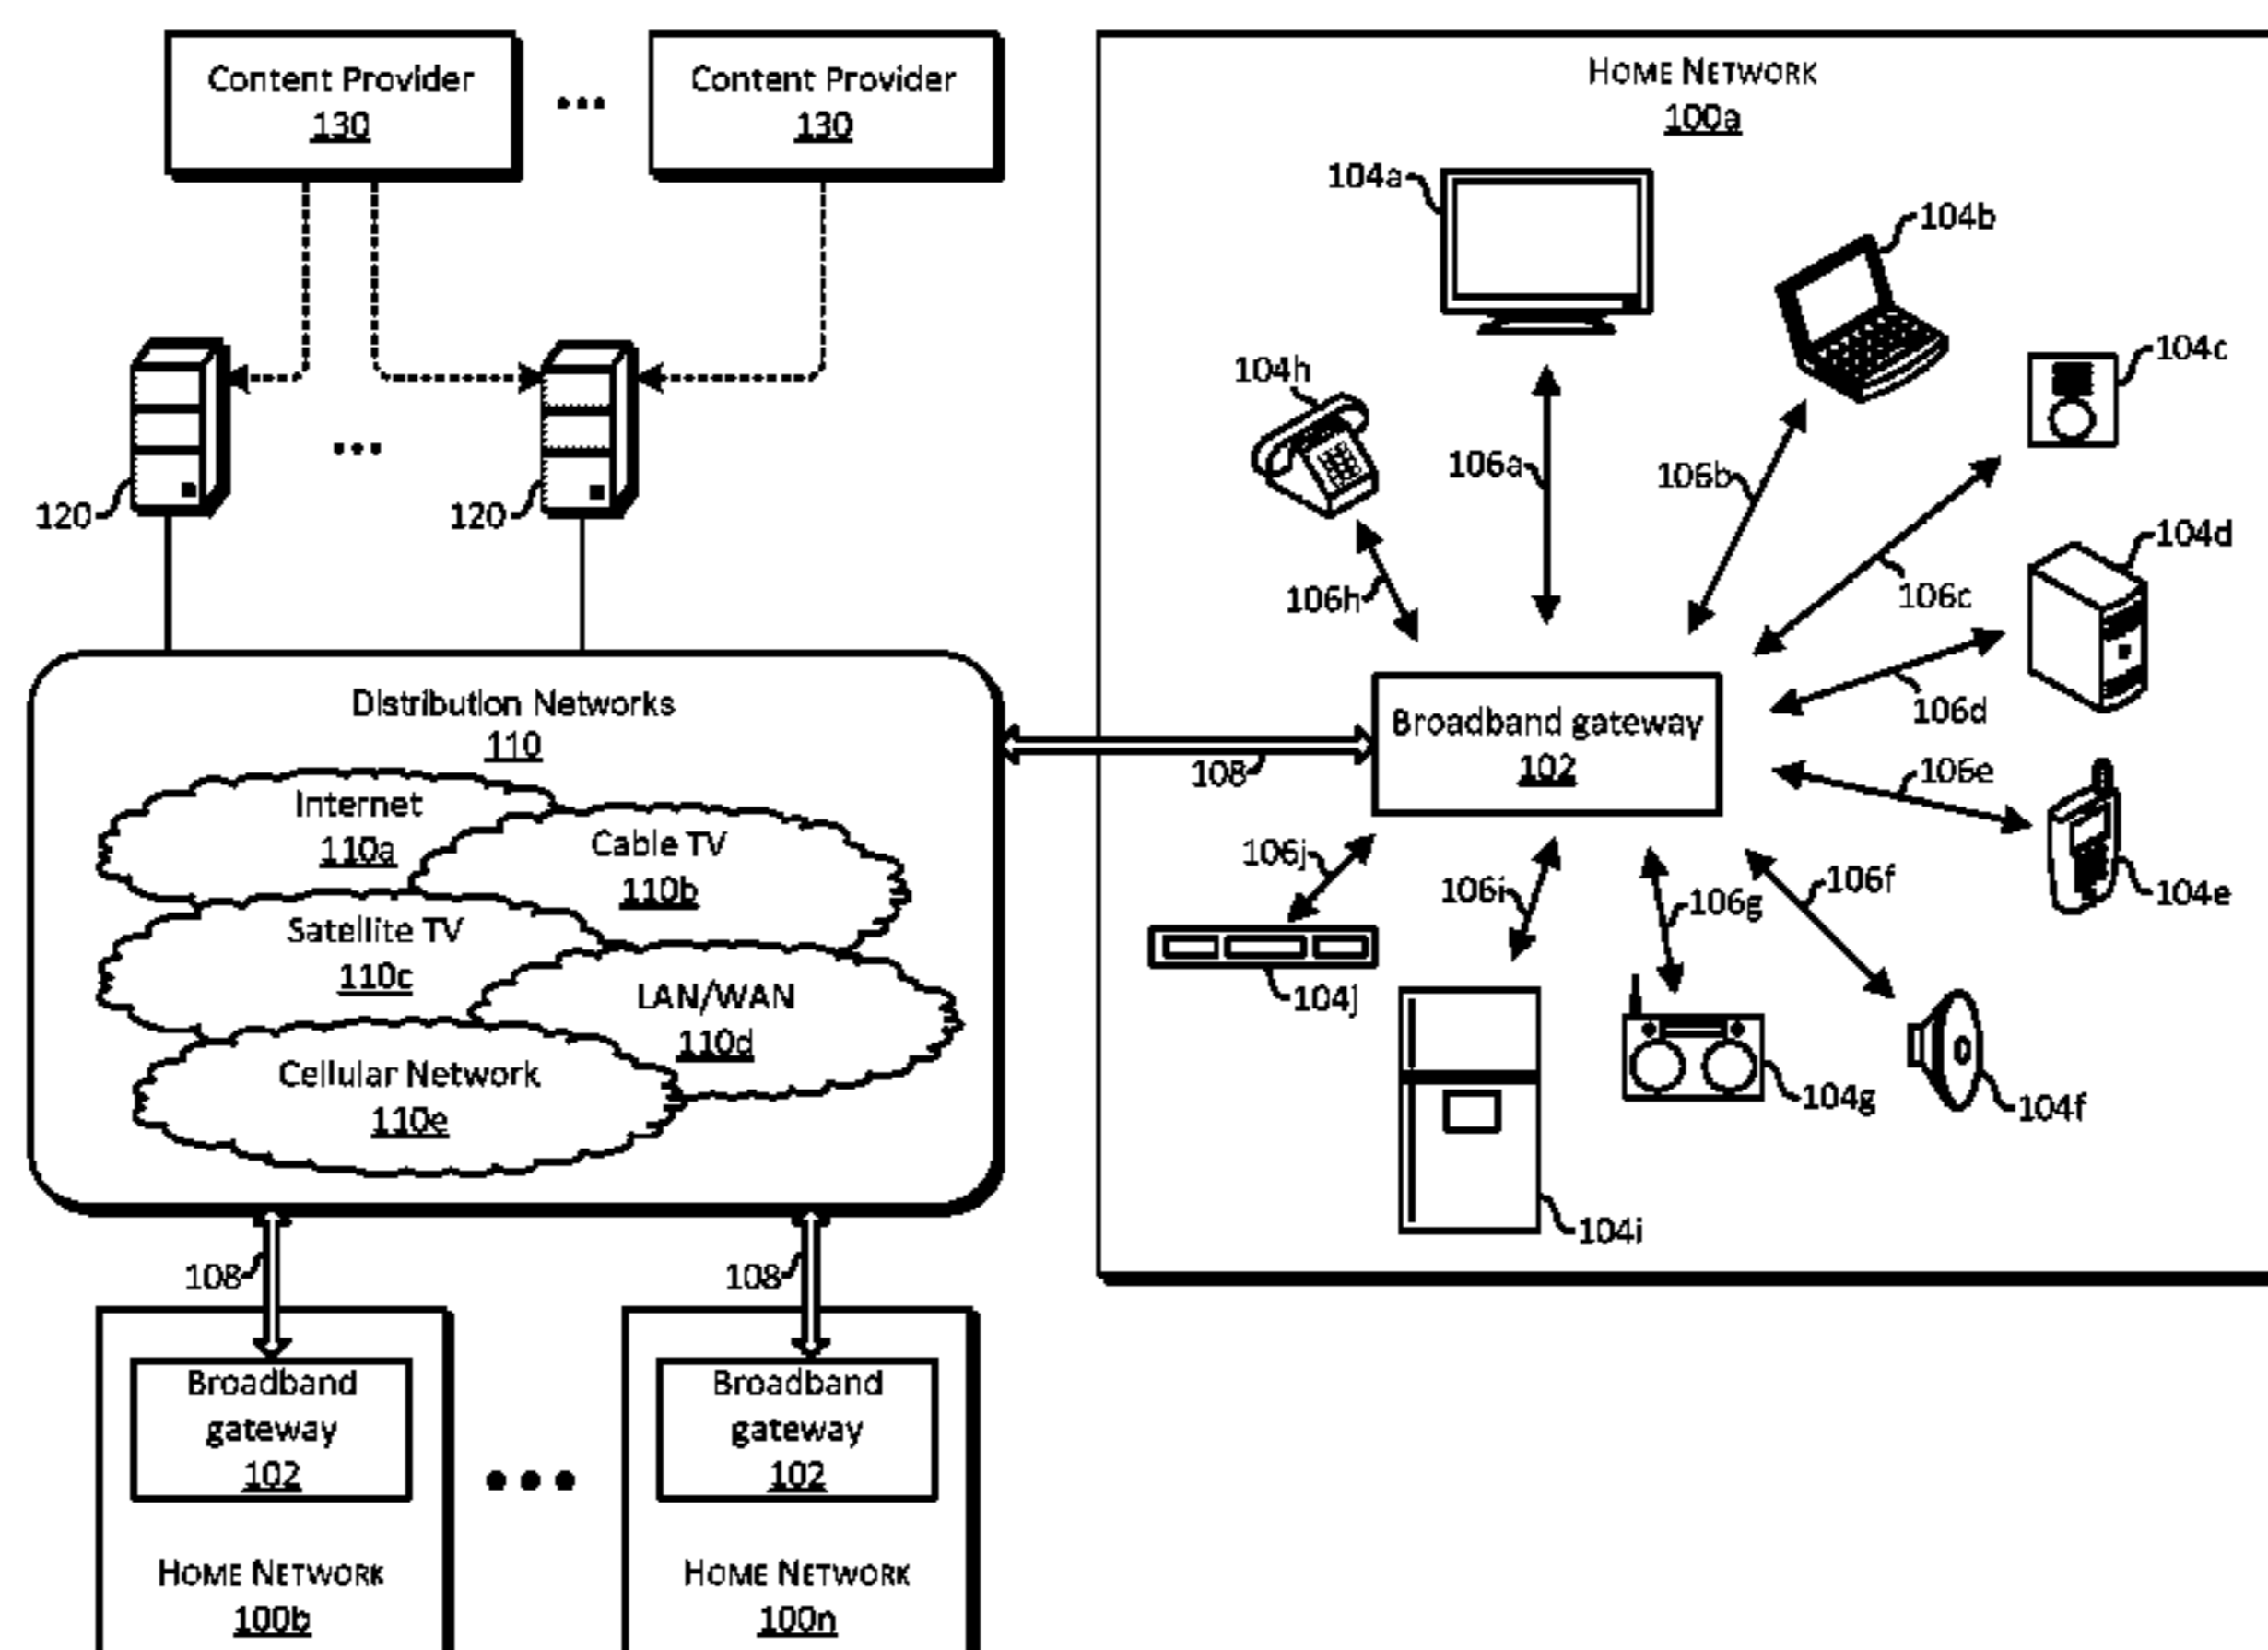 Content Provider
130
...
Content Provider
130
120
...
120
Distribution Networks
110
Internet
110a
Cable TV
110b
Satellite TV
110c
LAN/WAN
110d
Cellular Network
110e
108
108
108
Broadband
gateway
102
HOME NETWORK
100b
...
Broadband
gateway
102
HOME NETWORK
100n
HOME NETWORK
100a
104a
104b
104c
104h
106a
106b
104d
106h
106c
Broadband gateway
102
106d
106e
106j
106i
106g
106f
104e
104j
104g
104f
104i